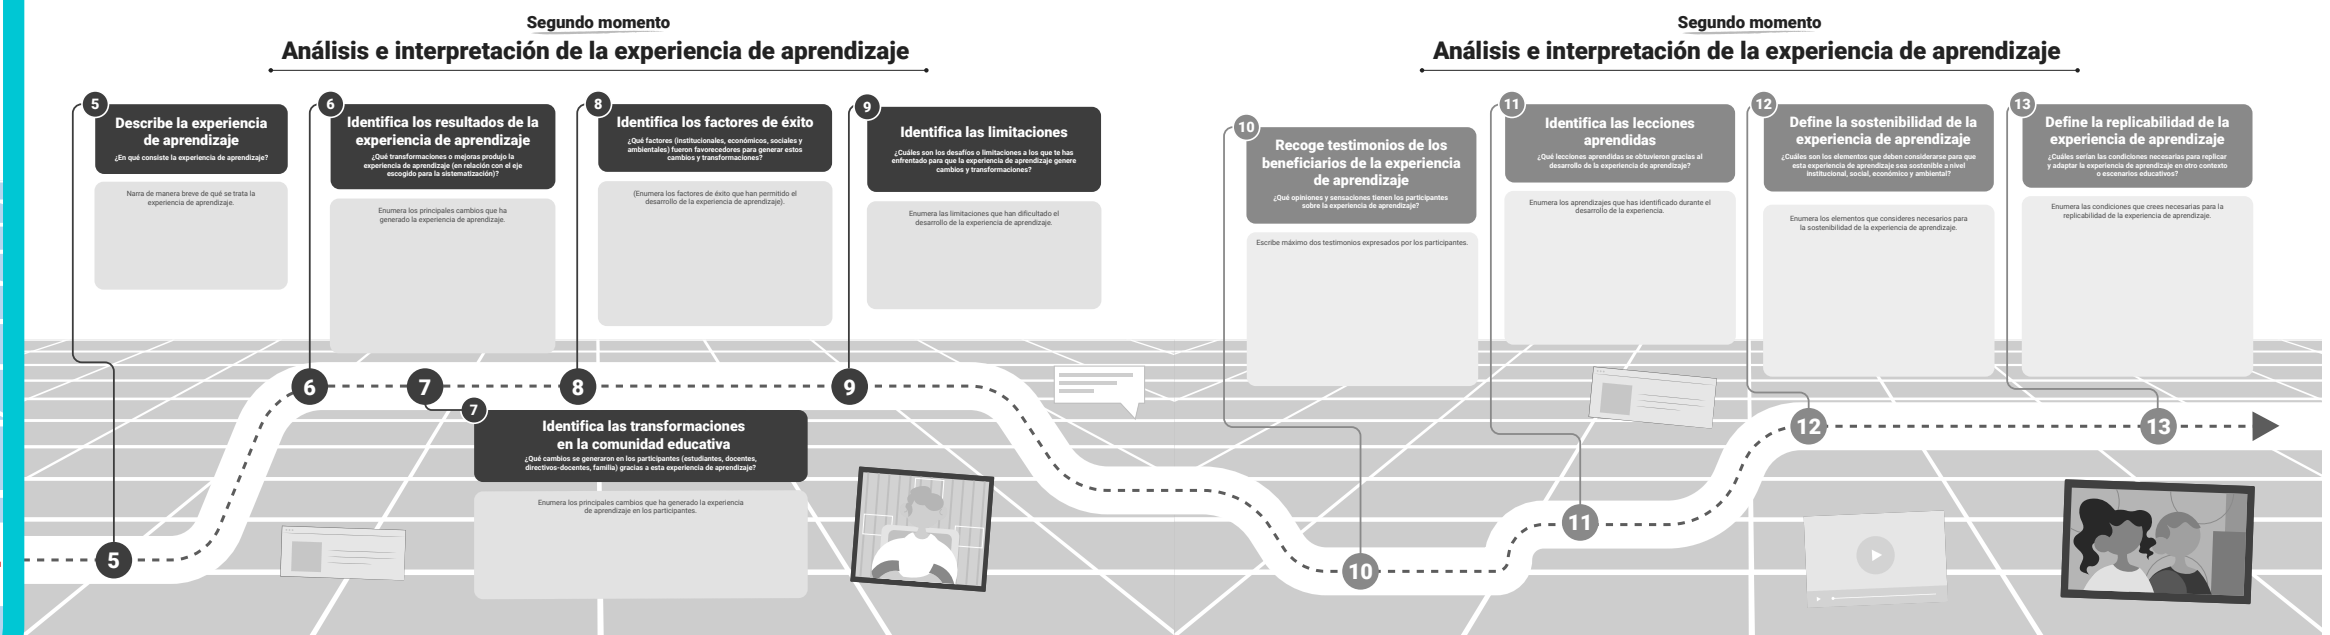 Segundo momento
Análisis e interpretación de la experiencia de aprendizaje
5
Describe la experiencia
de aprendizaje
¿En qué consiste la experiencia de aprendizaje?
Narra de manera breve de qué se trata la
experiencia de aprendizaje.
6
Identifica los resultados de la
experiencia de aprendizaje
¿Qué transformaciones o mejoras produjo la
experiencia de aprendizaje (en relación con el eje
escogido para la sistematización)?
Enumera los principales cambios que ha
generado la experiencia de aprendizaje.
8
Identifica los factores de éxito
¿Qué factores (institucionales, económicos, sociales y
ambientales) fueron favorecedores para generar estos
cambios y transformaciones?
(Enumera los factores de éxito que han permitido el
desarrollo de la experiencia de aprendizaje).
9
Identifica las limitaciones
¿Cuáles son los desafíos o limitaciones a los que te has
enfrentado para que la experiencia de aprendizaje genere
cambios y transformaciones?
Enumera las limitaciones que han dificultado el
desarrollo de la experiencia de aprendizaje.
6
7
8
9
7
Identifica las transformaciones
en la comunidad educativa
¿Qué cambios se generaron en los participantes (estudiantes, docentes,
directivos-docentes, familia) gracias a esta experiencia de aprendizaje?
Enumera los principales cambios que ha generado la experiencia
de aprendizaje en los participantes.
5
Segundo momento
Análisis e interpretación de la experiencia de aprendizaje
10
Recoge testimonios de los
beneficiarios de la experiencia
de aprendizaje
¿Qué opiniones y sensaciones tienen los participantes
sobre la experiencia de aprendizaje?
Escribe máximo dos testimonios expresados por los participantes.
11
Identifica las lecciones
aprendidas
¿Qué lecciones aprendidas se obtuvieron gracias al
desarrollo de la experiencia de aprendizaje?
Enumera los aprendizajes que has identificado durante el
desarrollo de la experiencia.
12
Define la sostenibilidad de la
experiencia de aprendizaje
¿Cuáles son los elementos que deben considerarse para que
esta experiencia de aprendizaje sea sostenible a nivel
institucional, social, económico y ambiental?
Enumera los elementos que consideres necesarios para
la sostenibilidad de la experiencia de aprendizaje.
13
Define la replicabilidad de la
experiencia de aprendizaje
¿Cuáles serían las condiciones necesarias para replicar
y adaptar la experiencia de aprendizaje en otro contexto
o escenarios educativos?
Enumera las condiciones que crees necesarias para la
replicabilidad de la experiencia de aprendizaje.
12
13
11
10